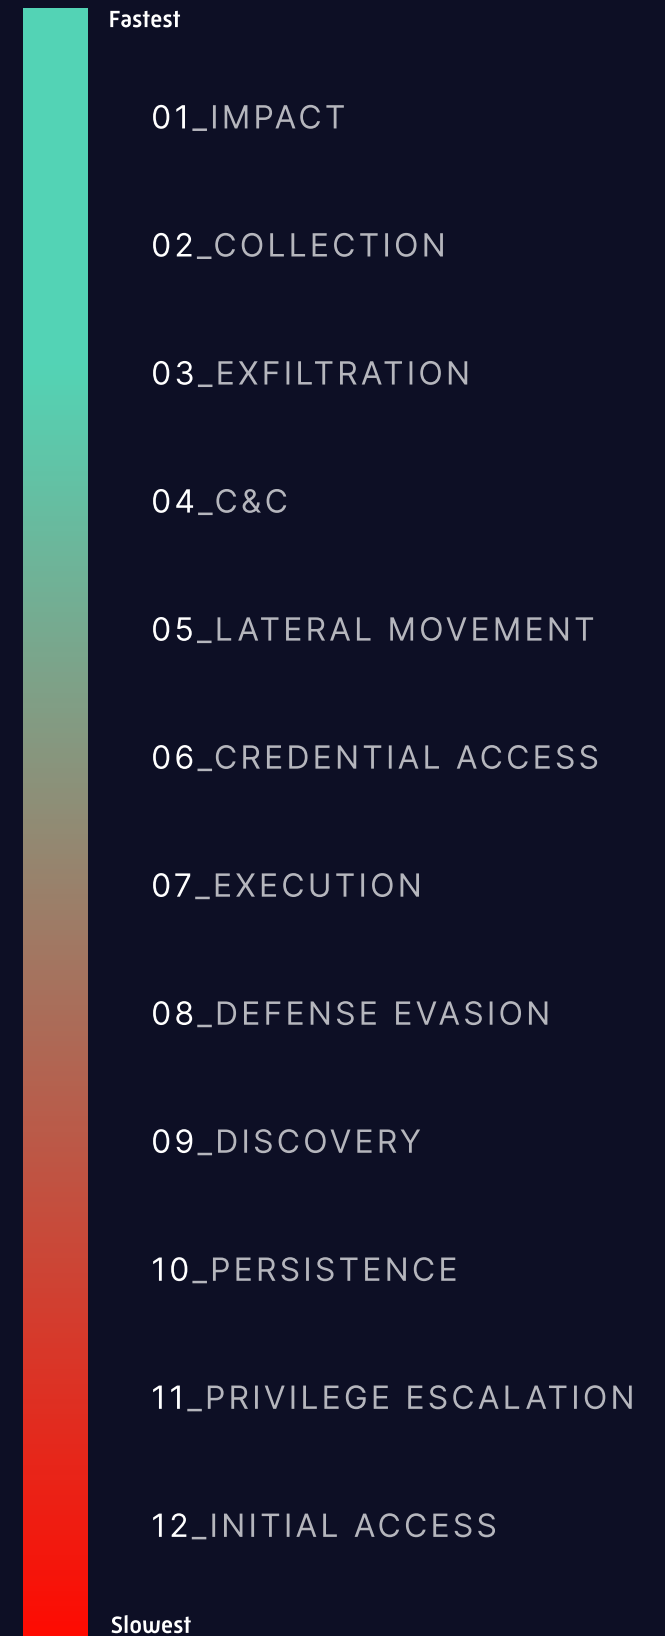 Fastest
01_IMPACT
02_COLLECTION
03_EXFILTRATION
04_C&C
05_LATERAL MOVEMENT
06_CREDENTIAL ACCESS
07_EXECUTION
08_DEFENSE EVASION
09_DISCOVERY
10_PERSISTENCE
11_PRIVILEGE ESCALATION
12_INITIAL ACCESS
Slowest